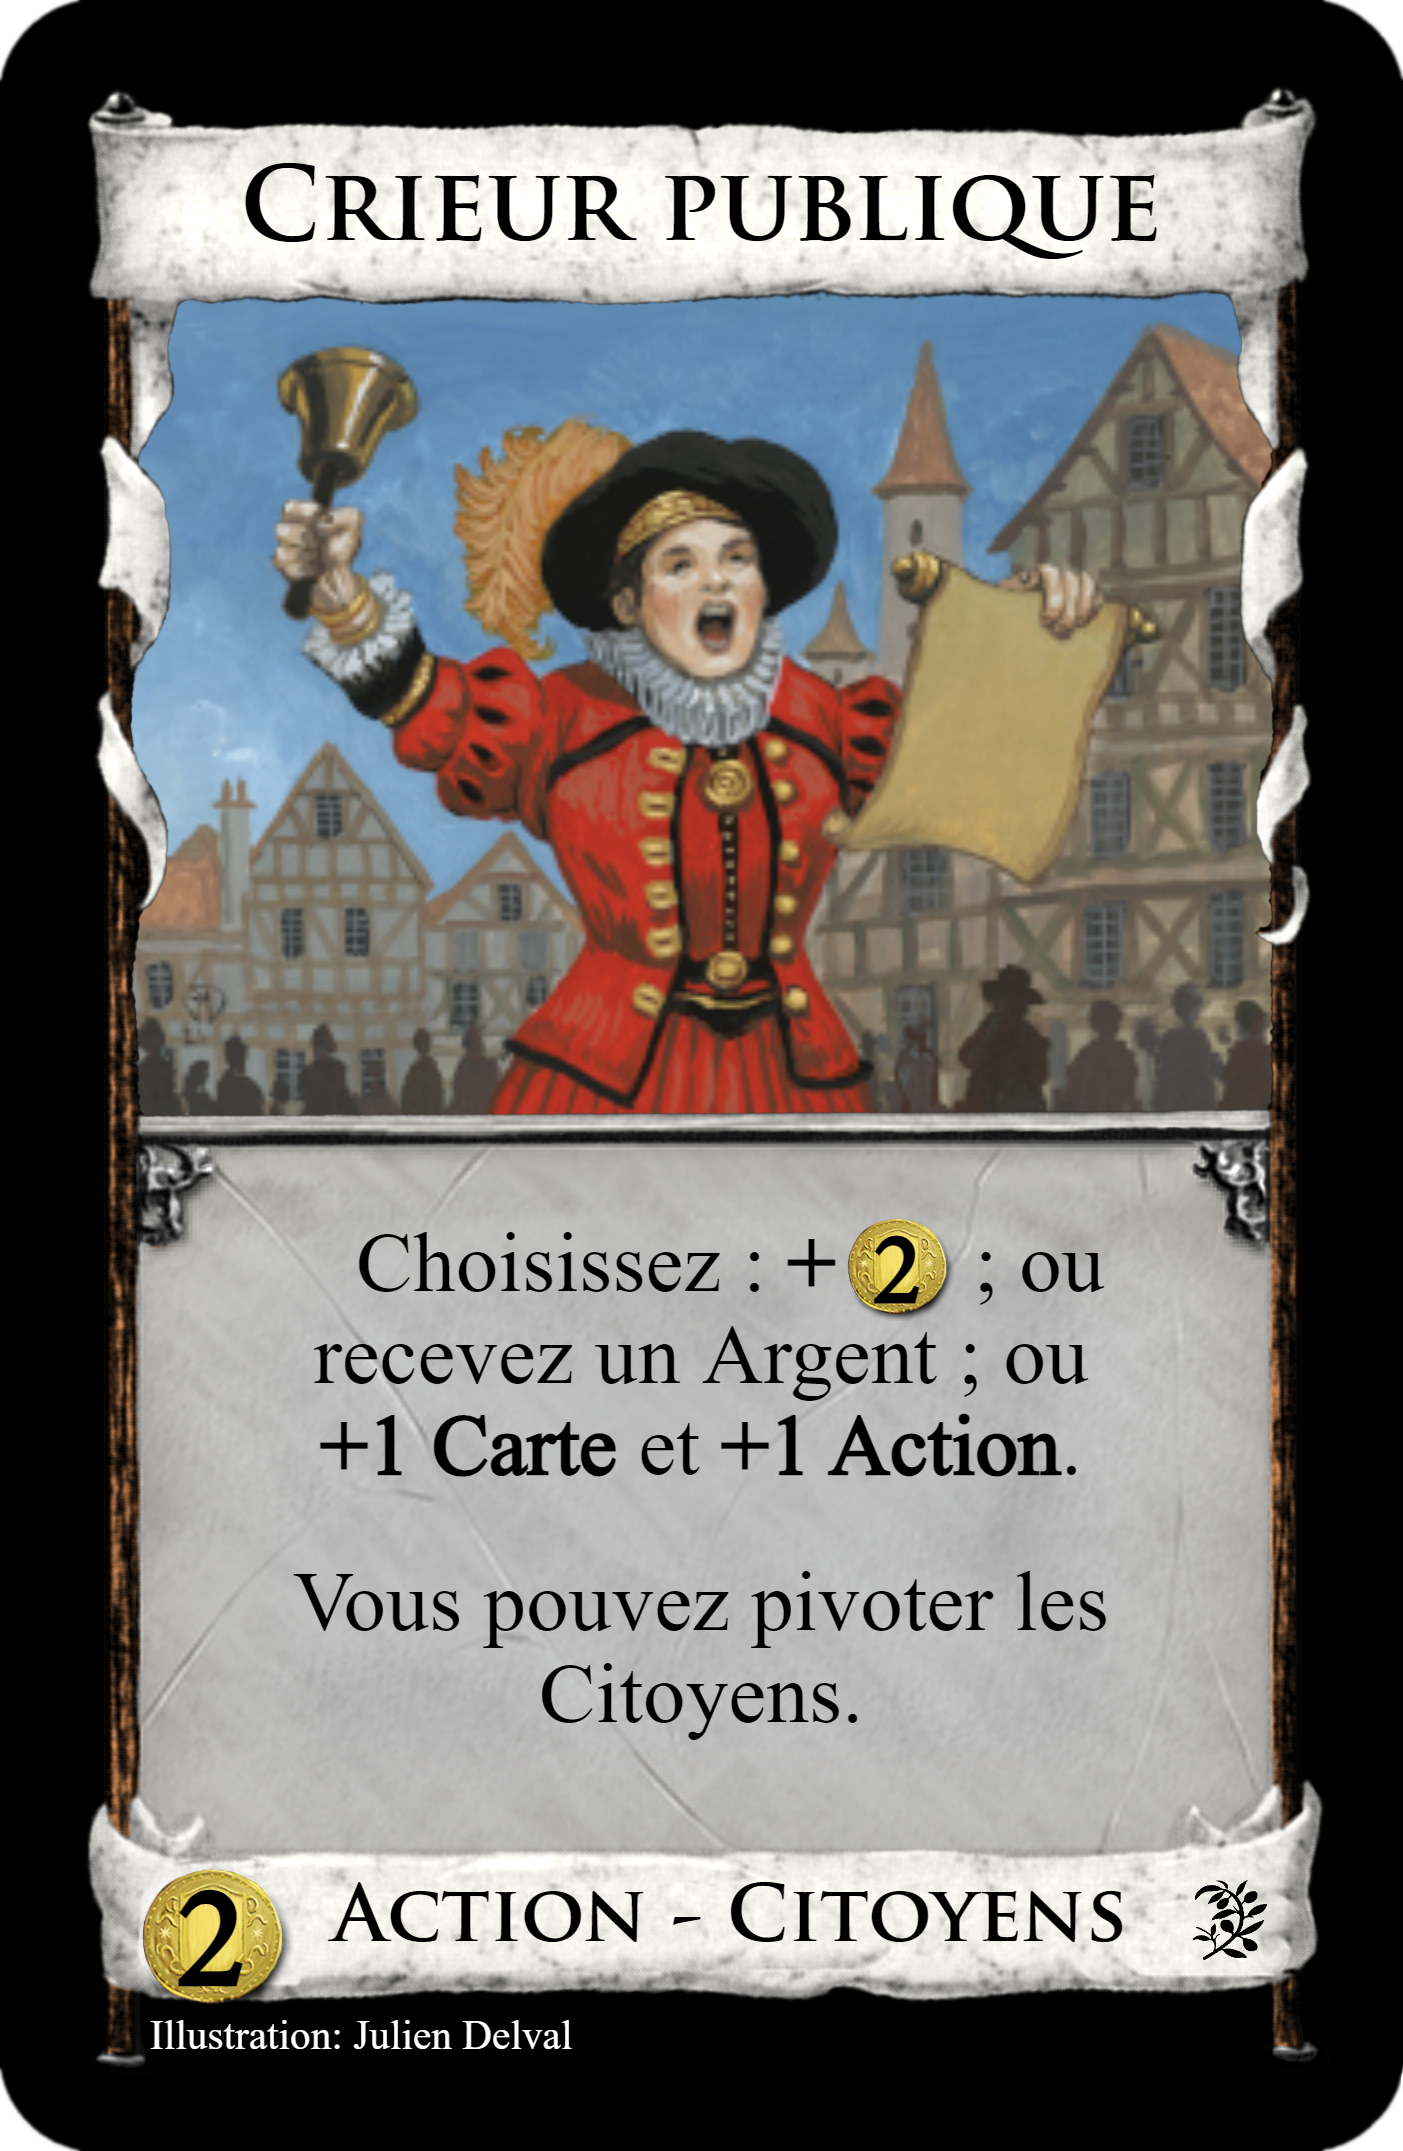 Crieur publique
Choisissez : +2 ; ou
recevez un Argent ; ou
+1 Carte et +1 Action.
Vous pouvez pivoter les
Citoyens.
2 Action - Citoyens
Illustration: Julien Delval